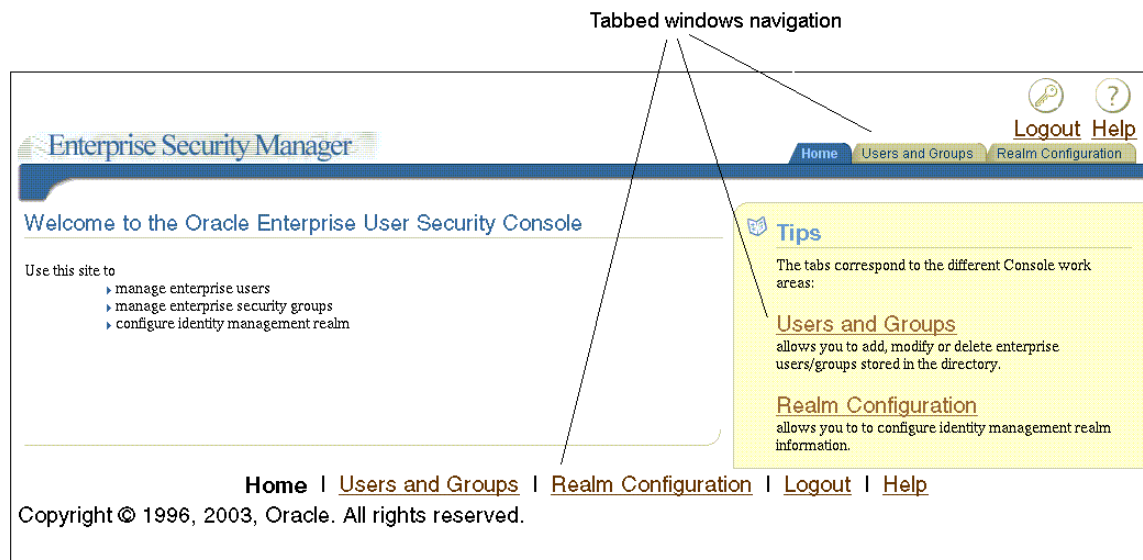 Tabbed windows navigation
?
Logout Help
Enterprise Security Manager
Home Users and Groups Realm Configuration
Welcome to the Oracle Enterprise User Security Console
Use this site to
manage enterprise users
manage enterprise security groups
configure identity management realm
Tips
The tabs correspond to the different Console work
areas:
Users and Groups
allows you to add, modify or delete enterprise
users/groups stored in the directory.
Realm Configuration
allows you to to configure identity management realm
information.
Home | Users and Groups | Realm Configuration | Logout | Help
Copyright © 1996, 2003, Oracle. All rights reserved.